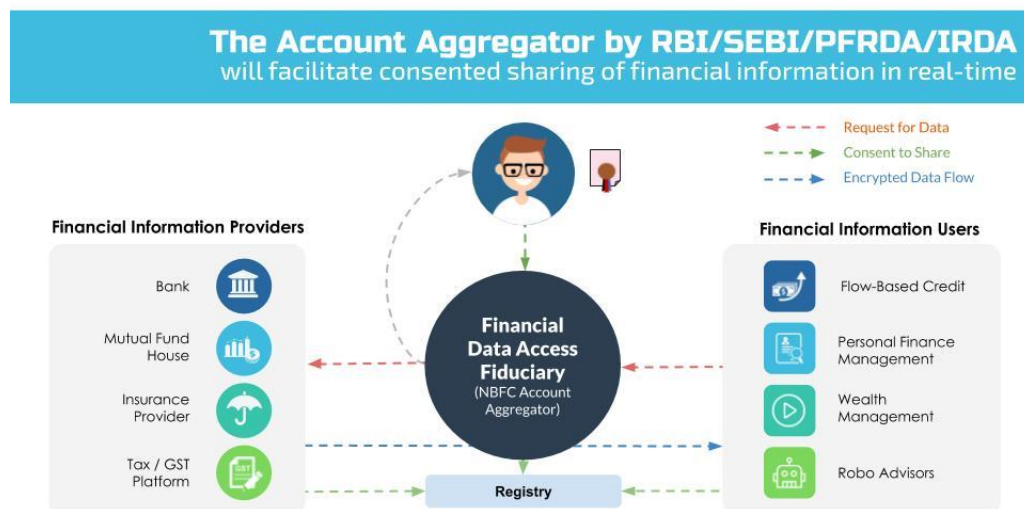 The Account Aggregator by RBI/SEBI/PFRDA/IRDA
will facilitate consented sharing of financial information in real-time
Request for Data
Consent to Share
Encrypted Data Flow
Financial Information Providers
Bank
Mutual Fund
House
Insurance
Provider
Tax / GST
Platform
GST
Financial
Data Access
Fiduciary
(NBFC Account
Aggregator)
Registry
Financial Information Users
Flow-Based Credit
Personal Finance
Management
Wealth
Management
Robo Advisors